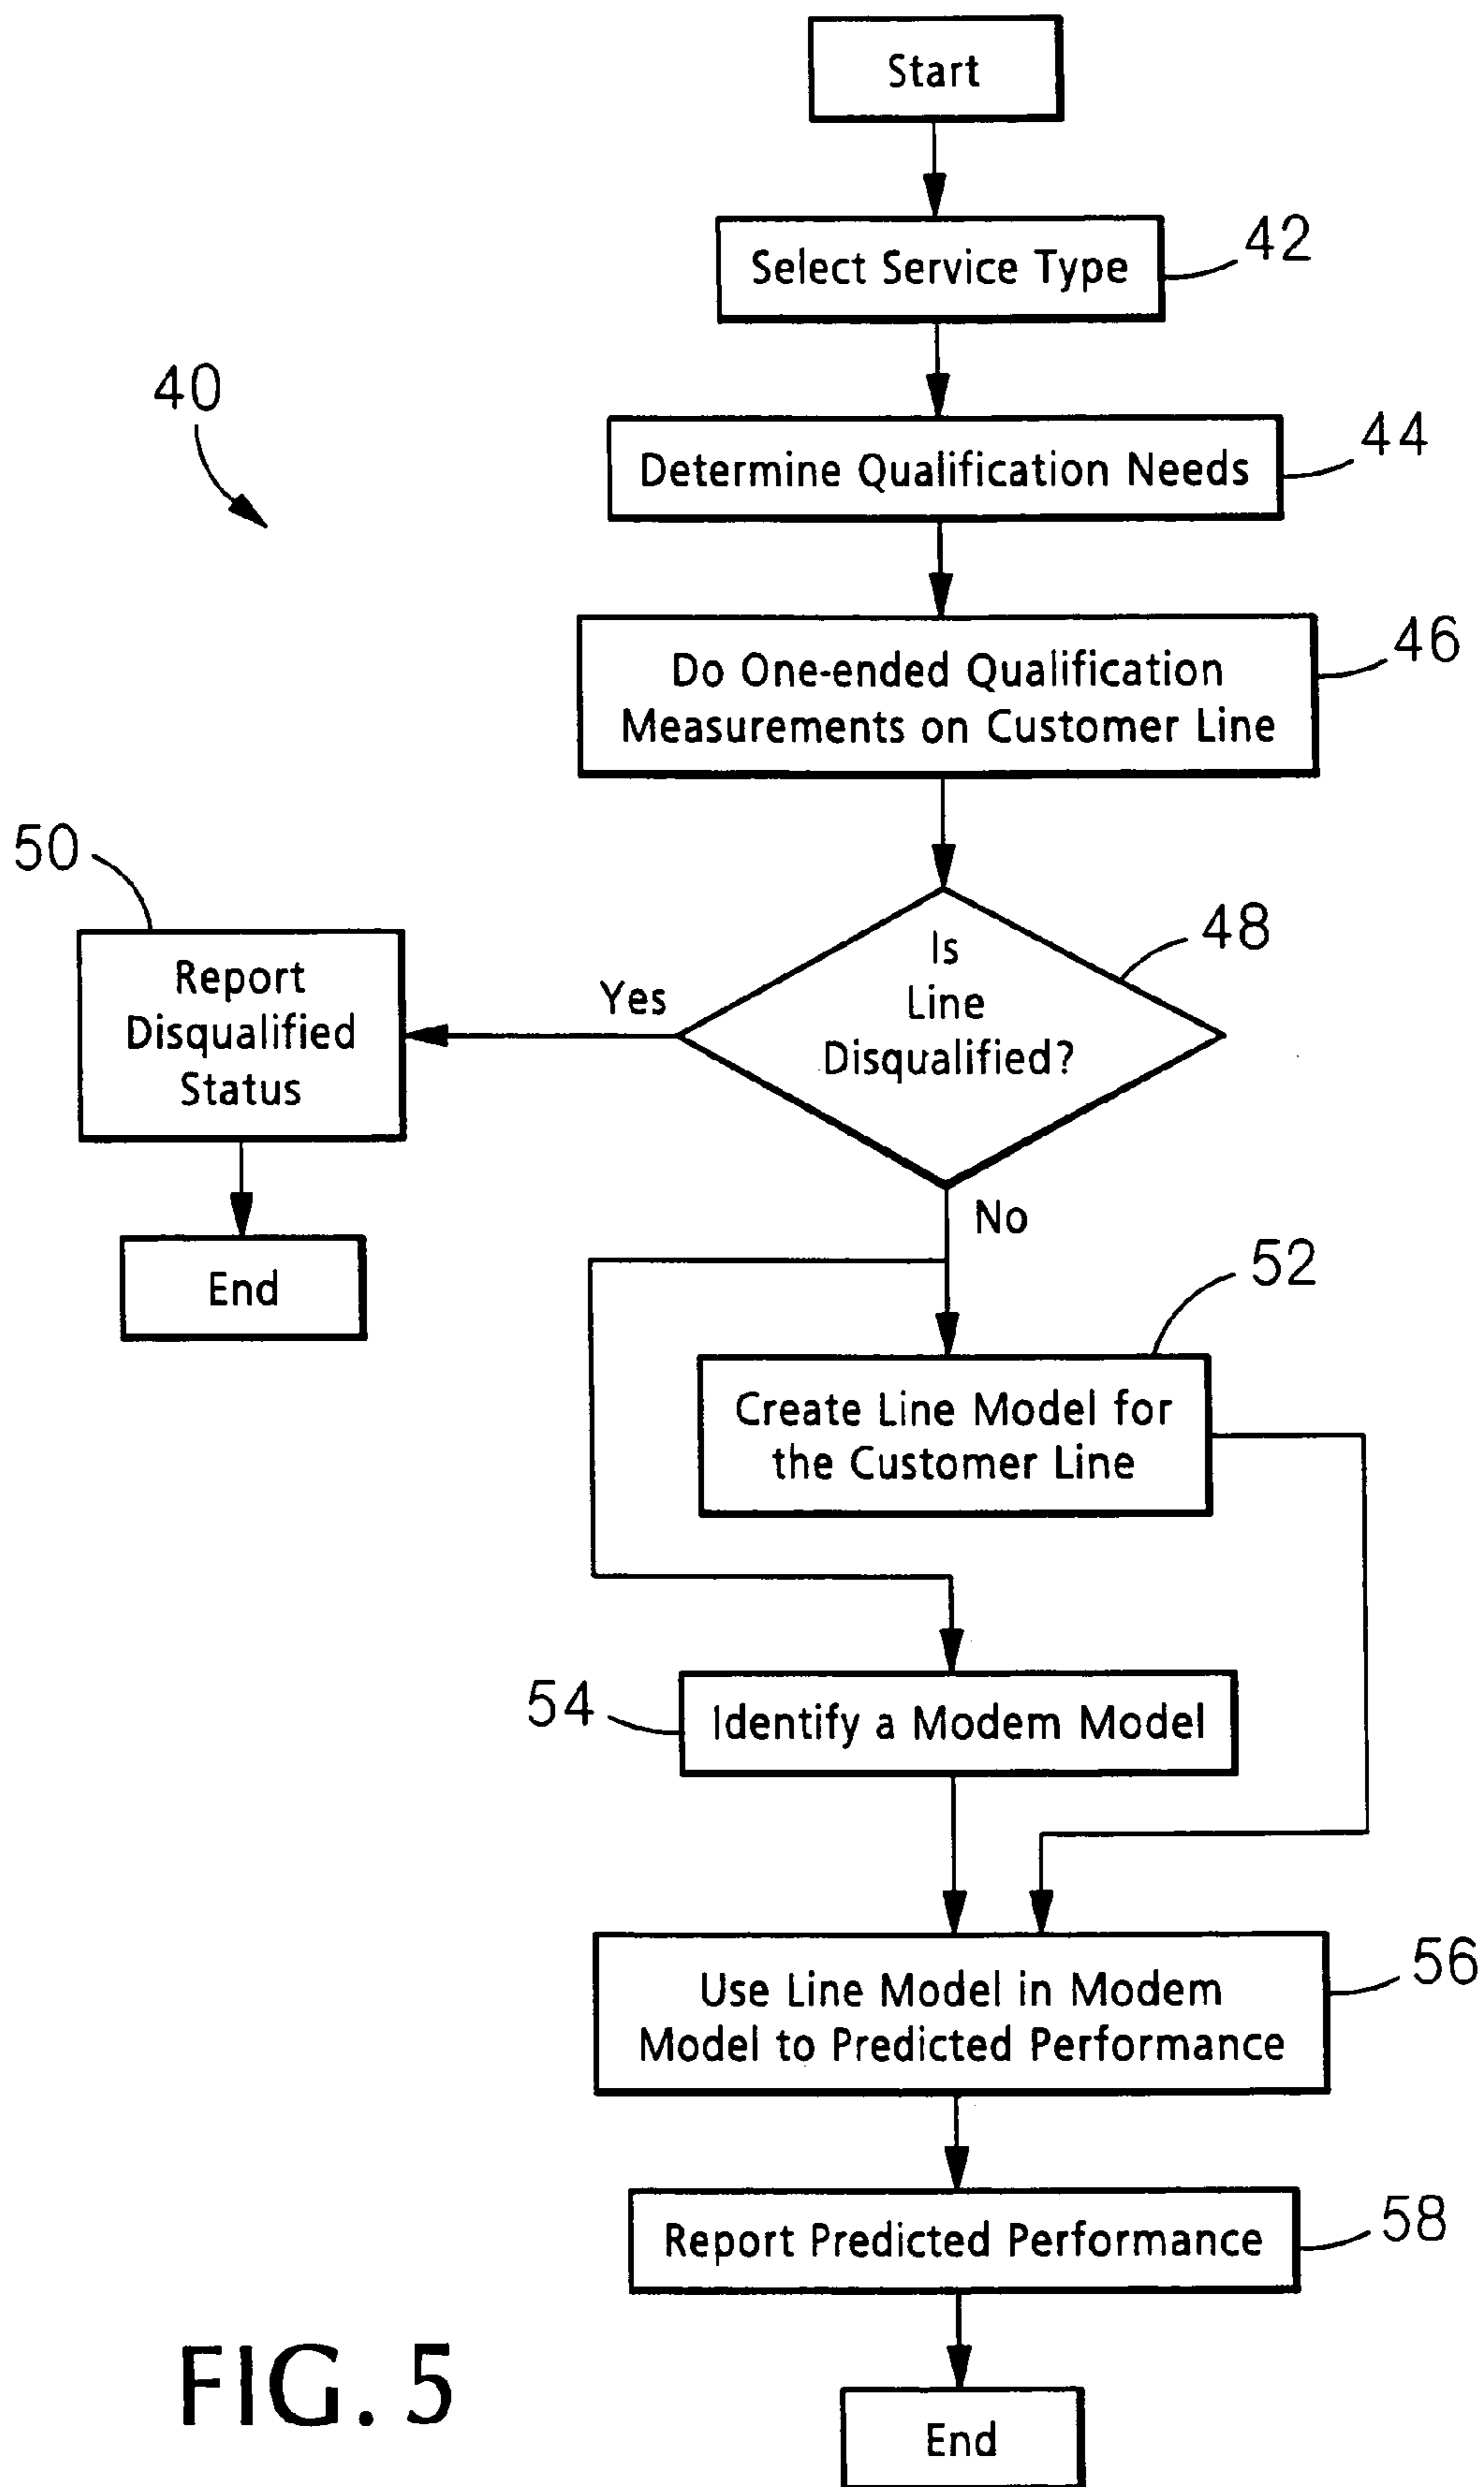 Start
Select Service Type
42
40
Determine Qualification Needs
44
Do One-ended Qualification
Measurements on Customer Line
46
50
Report
Disqualified
Status
Yes
Is
Line
Disqualified?
48
End
No
52
Create Line Model for
the Customer Line
54
Identify a Modem Model
Use Line Model in Modem
Model to Predicted Performance
56
Report Predicted Performance
58
End
FIG. 5